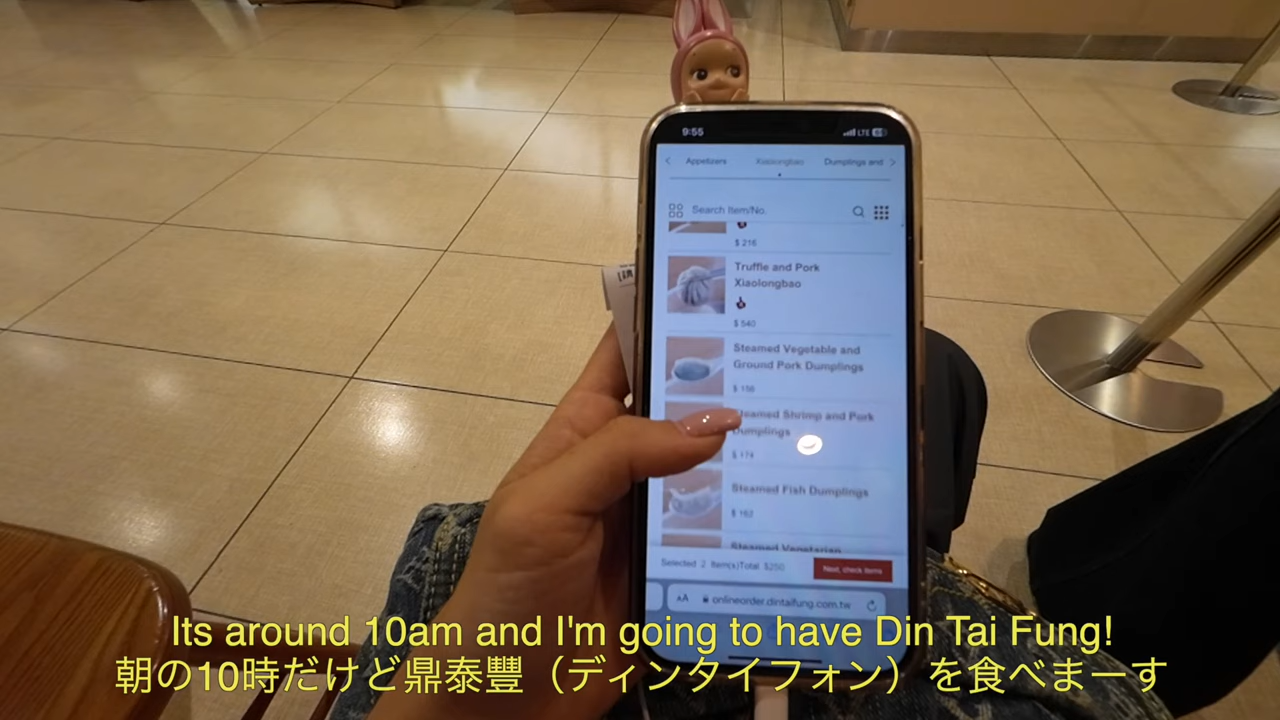 9:55
LTE
Appetizers
Xiaolongbao
Dumplings and
Search Item/No.
$ 216
Truffle and Pork
Xiaolongbao
$ 540
Steamed Vegetable and
Ground Pork Dumplings
$ 156
Steamed Shrimp and Pork
Dumplings
$ 174
Steamed Fish Dumplings
$ 162
Steamed Vegetarian
Selected 2 Item(s)Total $250
Next, check items
AA onlineorder.dintaifung.com.tw
Its around 10am and I'm going to have Din Tai Fung!
朝の10時だけど鼎泰豐（ディンタイフォン）を食べまーす